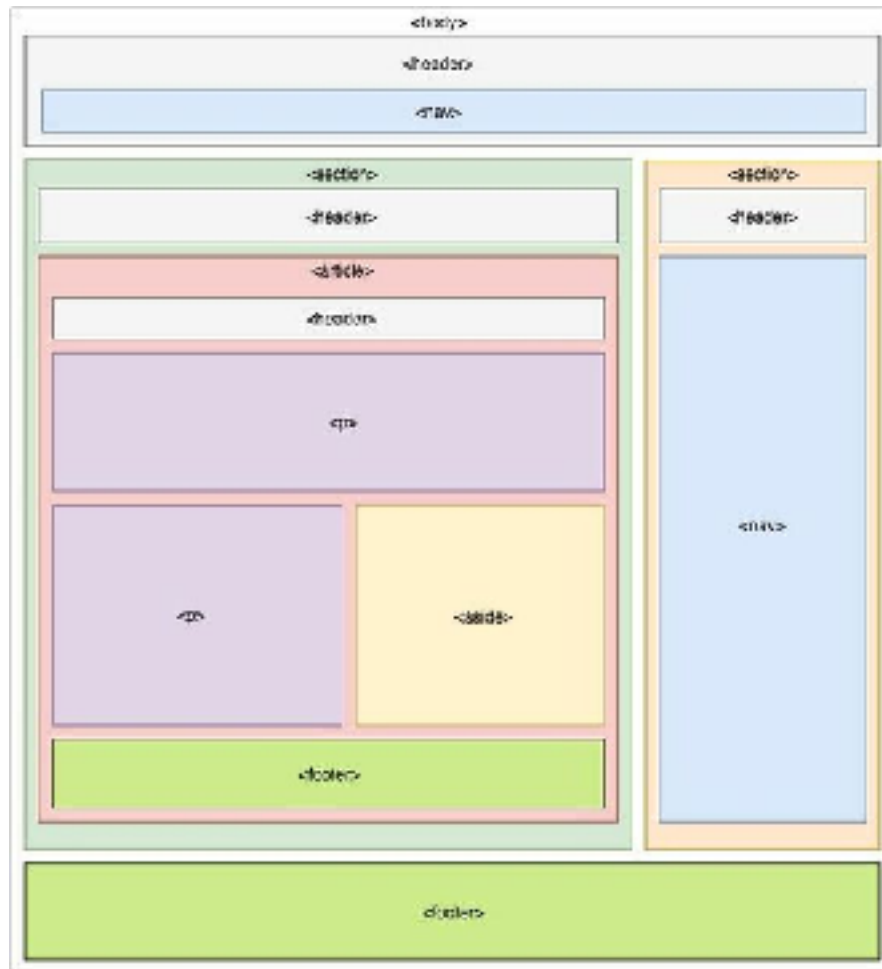 <body>
<header>
<nav>
<section>
<header>
<article>
<header>
<p>
<p>
<aside>
<footer>
<section>
<header>
<nav>
<footer>